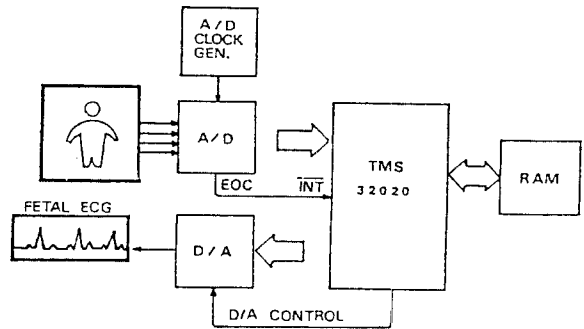 A/D
CLOCK
GEN.
A/D
TMS
32020
RAM
EOC
INT
FETAL ECG
D/A
D/A CONTROL